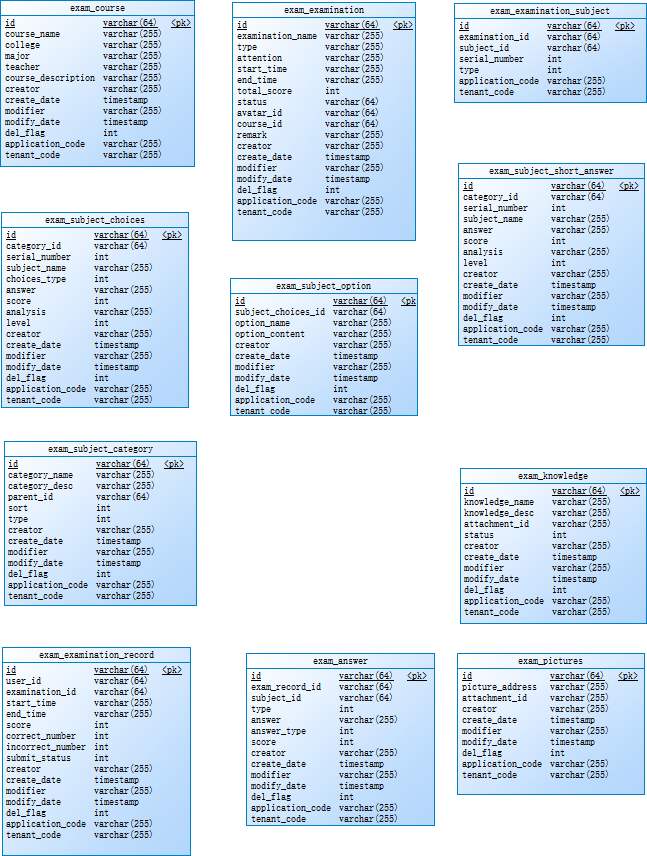 exam_course
id varchar(64) <pk>
course_name varchar(255)
college varchar(255)
major varchar(255)
teacher varchar(255)
course_description varchar(255)
creator varchar(255)
create_date timestamp
modifier varchar(255)
modify_date timestamp
del_flag int
application_code varchar(255)
tenant_code varchar(255)
exam_examination
id varchar(64) <pk>
examination_name varchar(255)
type varchar(255)
attention varchar(255)
start_time varchar(255)
end_time varchar(255)
total_score int
status varchar(64)
avatar_id varchar(64)
course_id varchar(64)
remark varchar(255)
creator varchar(255)
create_date timestamp
modifier varchar(255)
modify_date timestamp
del_flag int
application_code varchar(255)
tenant_code varchar(255)
exam_examination_subject
id varchar(64) <pk>
examination_id varchar(64)
subject_id varchar(64)
serial_number int
type int
application_code varchar(255)
tenant_code varchar(255)
exam_subject_short_answer
id varchar(64) <pk>
category_id varchar(64)
serial_number int
subject_name varchar(255)
answer varchar(255)
score int
analysis varchar(255)
level int
creator varchar(255)
create_date timestamp
modifier varchar(255)
modify_date timestamp
del_flag int
application_code varchar(255)
tenant_code varchar(255)
exam_subject_choices
id varchar(64) <pk>
category_id varchar(64)
serial_number int
subject_name varchar(255)
choices_type int
answer varchar(255)
score int
analysis varchar(255)
level int
creator varchar(255)
create_date timestamp
modifier varchar(255)
modify_date timestamp
del_flag int
application_code varchar(255)
tenant_code varchar(255)
exam_subject_option
id varchar(64) <pk
subject_choices_id varchar(64)
option_name varchar(255)
option_content varchar(255)
creator varchar(255)
create_date timestamp
modifier varchar(255)
modify_date timestamp
del_flag int
application_code varchar(255)
tenant_code varchar(255)
exam_subject_category
id varchar(64) <pk>
category_name varchar(255)
category_desc varchar(255)
parent_id varchar(64)
sort int
type int
creator varchar(255)
create_date timestamp
modifier varchar(255)
modify_date timestamp
del_flag int
application_code varchar(255)
tenant_code varchar(255)
exam_knowledge
id varchar(64) <pk>
knowledge_name varchar(255)
knowledge_desc varchar(255)
attachment_id varchar(255)
status int
creator varchar(255)
create_date timestamp
modifier varchar(255)
modify_date timestamp
del_flag int
application_code varchar(255)
tenant_code varchar(255)
exam_examination_record
id varchar(64) <pk>
user_id varchar(64)
examination_id varchar(64)
start_time varchar(255)
end_time varchar(255)
score int
correct_number int
incorrect_number int
submit_status int
creator varchar(255)
create_date timestamp
modifier varchar(255)
modify_date timestamp
del_flag int
application_code varchar(255)
tenant_code varchar(255)
exam_answer
id varchar(64) <pk>
exam_record_id varchar(64)
subject_id varchar(64)
type int
answer varchar(255)
answer_type int
score int
creator varchar(255)
create_date timestamp
modifier varchar(255)
modify_date timestamp
del_flag int
application_code varchar(255)
tenant_code varchar(255)
exam_pictures
id varchar(64) <pk>
picture_address varchar(255)
attachment_id varchar(255)
creator varchar(255)
create_date timestamp
modifier varchar(255)
modify_date timestamp
del_flag int
application_code varchar(255)
tenant_code varchar(255)